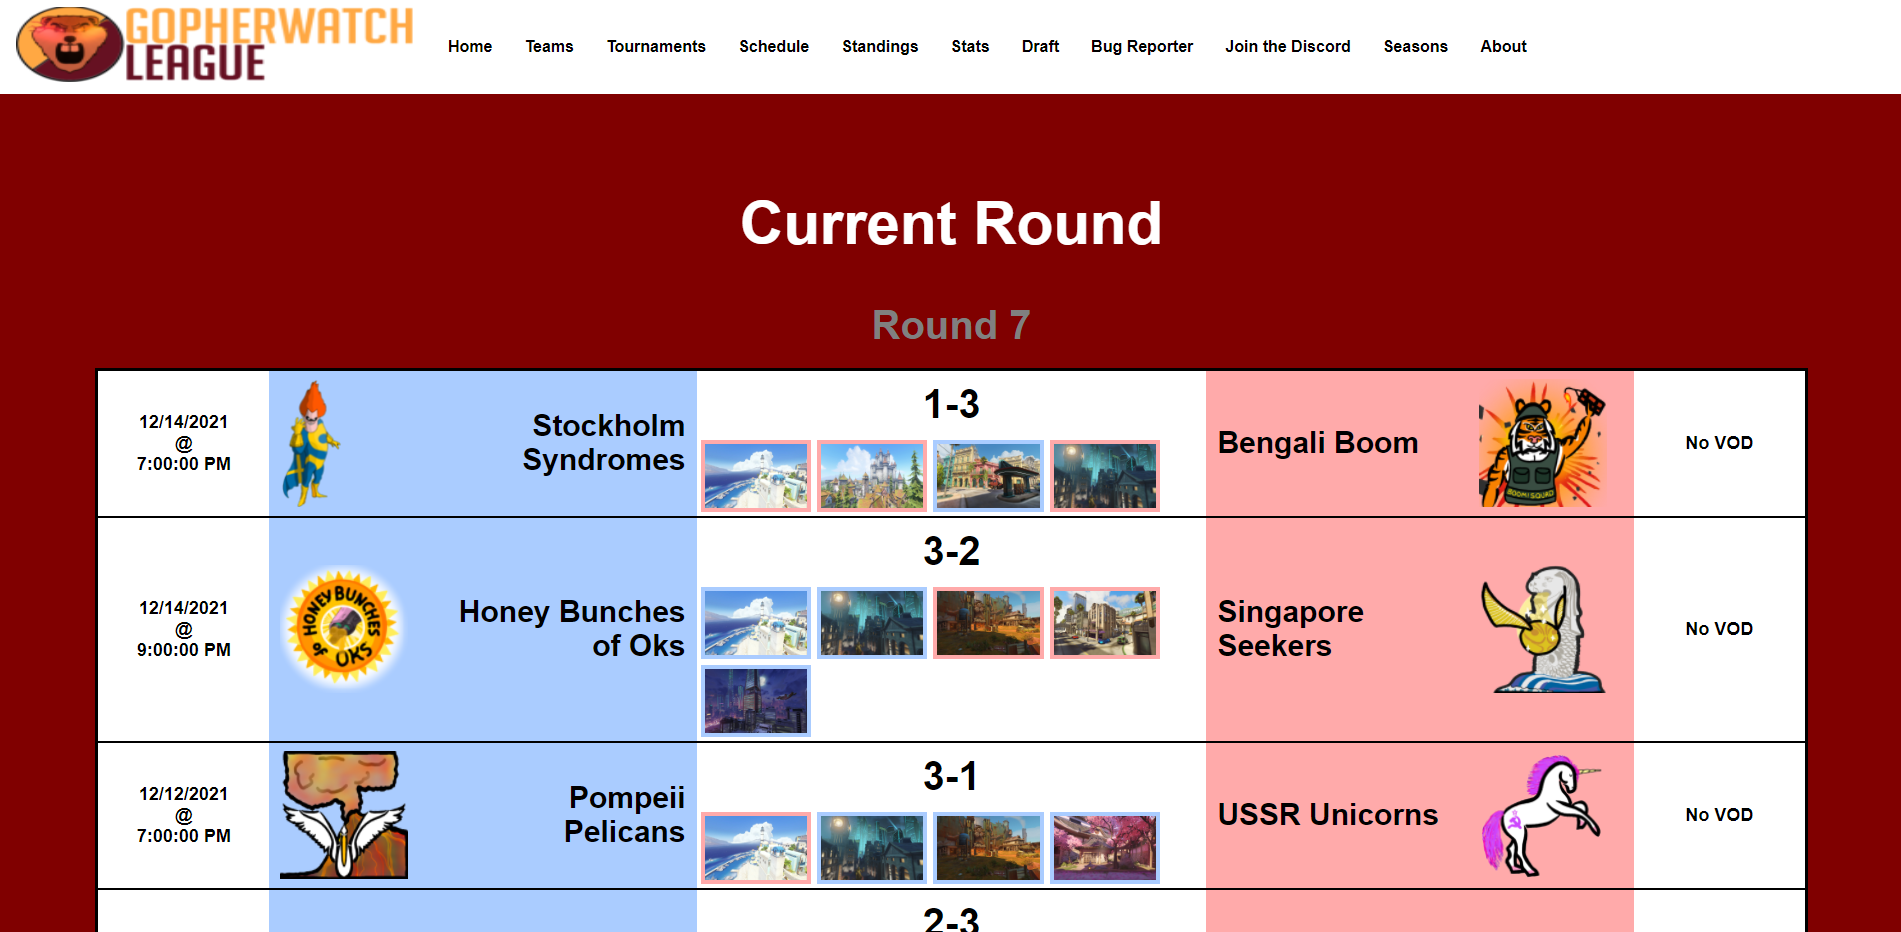 GOPHERWATCH
LEAGUE
Home Teams Tournaments Schedule Standings Stats Draft Bug Reporter Join the Discord Seasons About
Current Round
Round 7
12/14/2021
@
7:00:00 PM
Stockholm
Syndromes
1-3
Bengali Boom
BOOM SQUAD
No VOD
12/14/2021
@
9:00:00 PM
HONEY BUNCHES
of OKS
Honey Bunches
of Oks
3-2
Singapore
Seekers
No VOD
12/12/2021
@
7:00:00 PM
Pompeii
Pelicans
3-1
USSR Unicorns
No VOD
2-3